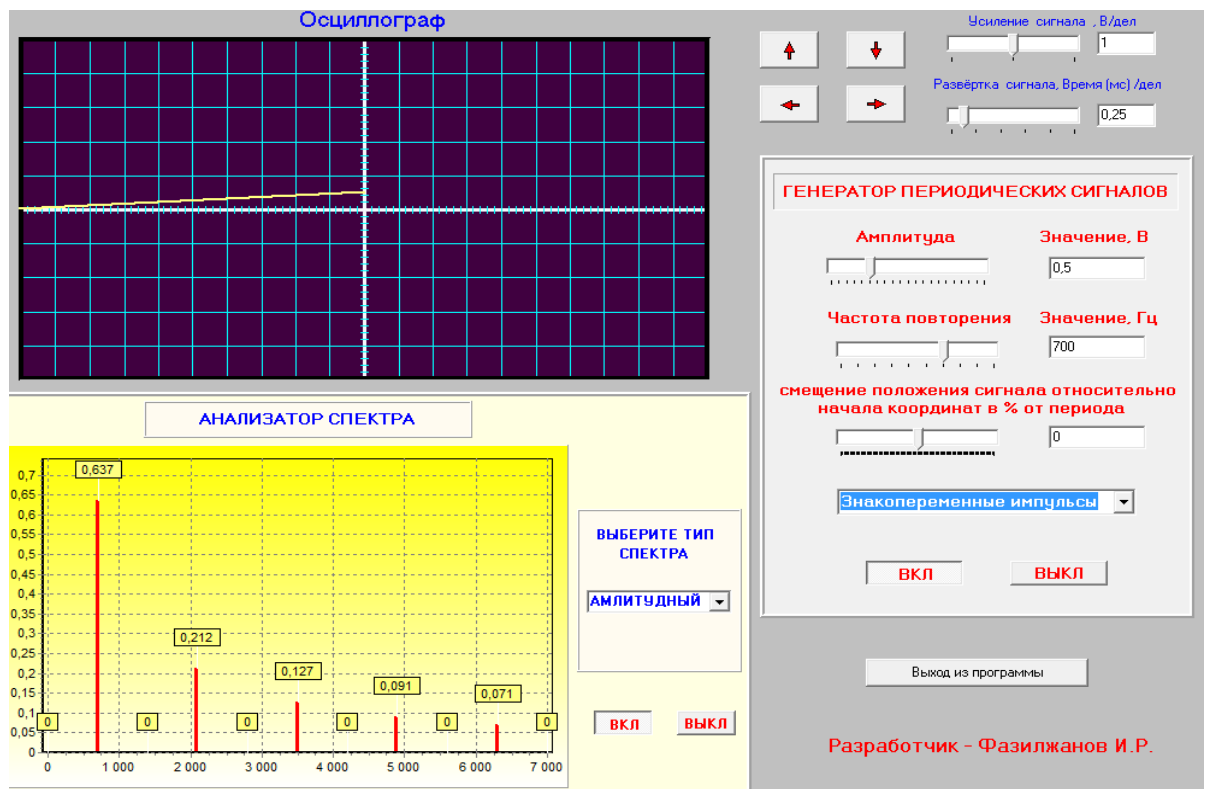 Осциллограф
Усиление сигнала , В/дел
1
Развёртка сигнала, Время (мс) /дел
0,25
ГЕНЕРАТОР ПЕРИОДИЧЕСКИХ СИГНАЛОВ
Амплитуда Значение, В
0,5
Частота повторения Значение, Гц
700
смещение положения сигнала относительно
начала координат в % от периода
0
Знакопеременные импульсы
ВКЛ ВЫКЛ
Выход из программы
Разработчик - Фазилжанов И.Р.
АНАЛИЗАТОР СПЕКТРА
0,7
0,65
0,6
0,55
0,5
0,45
0,4
0,35
0,3
0,25
0,2
0,15
0,1
0,05
0
0,637
0,212
0,127
0,091
0,071
0 0 0 0 0 0
0 1 000 2 000 3 000 4 000 5 000 6 000 7 000
ВЫБЕРИТЕ ТИП
СПЕКТРА
АМЛИТУДНЫЙ
ВКЛ ВЫКЛ